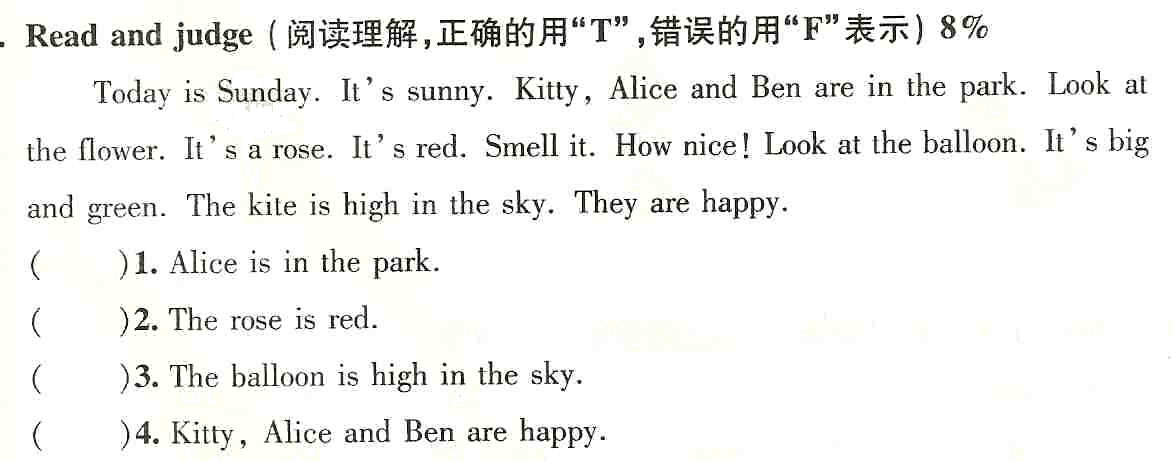 . Read and judge (阅读理解,正确的用“T”,错误的用“F”表示) 8%
Today is Sunday. It’s sunny. Kitty, Alice and Ben are in the park. Look at
the flower. It’s a rose. It’s red. Smell it. How nice! Look at the balloon. It’s big
and green. The kite is high in the sky. They are happy.
( )1. Alice is in the park.
( )2. The rose is red.
( )3. The balloon is high in the sky.
( )4. Kitty, Alice and Ben are happy.